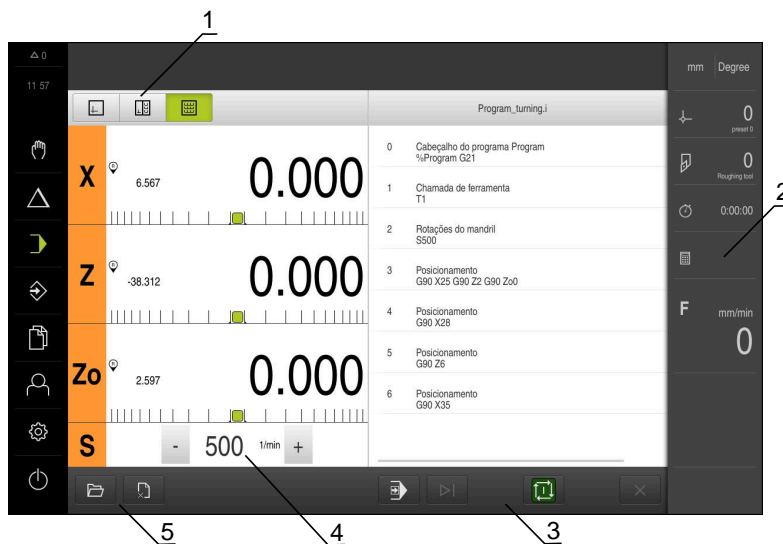 1
0
11 57
mm Degree
Program_turning.i
X
R
6.567
0.000
Z
R
-38.312
0.000
Zo
R
2.597
0.000
S
-
500
1/min
+
0 Cabeçalho do programa Program
%Program G21
1 Chamada de ferramenta
T1
2 Rotações do mandril
S500
3 Posicionamento
G90 X25 G90 Z2 G90 Zo0
4 Posicionamento
G90 X28
5 Posicionamento
G90 Z6
6 Posicionamento
G90 X35
0
preset 0
0
Roughing tool
0:00:00
2
F mm/min
0
5
4
3